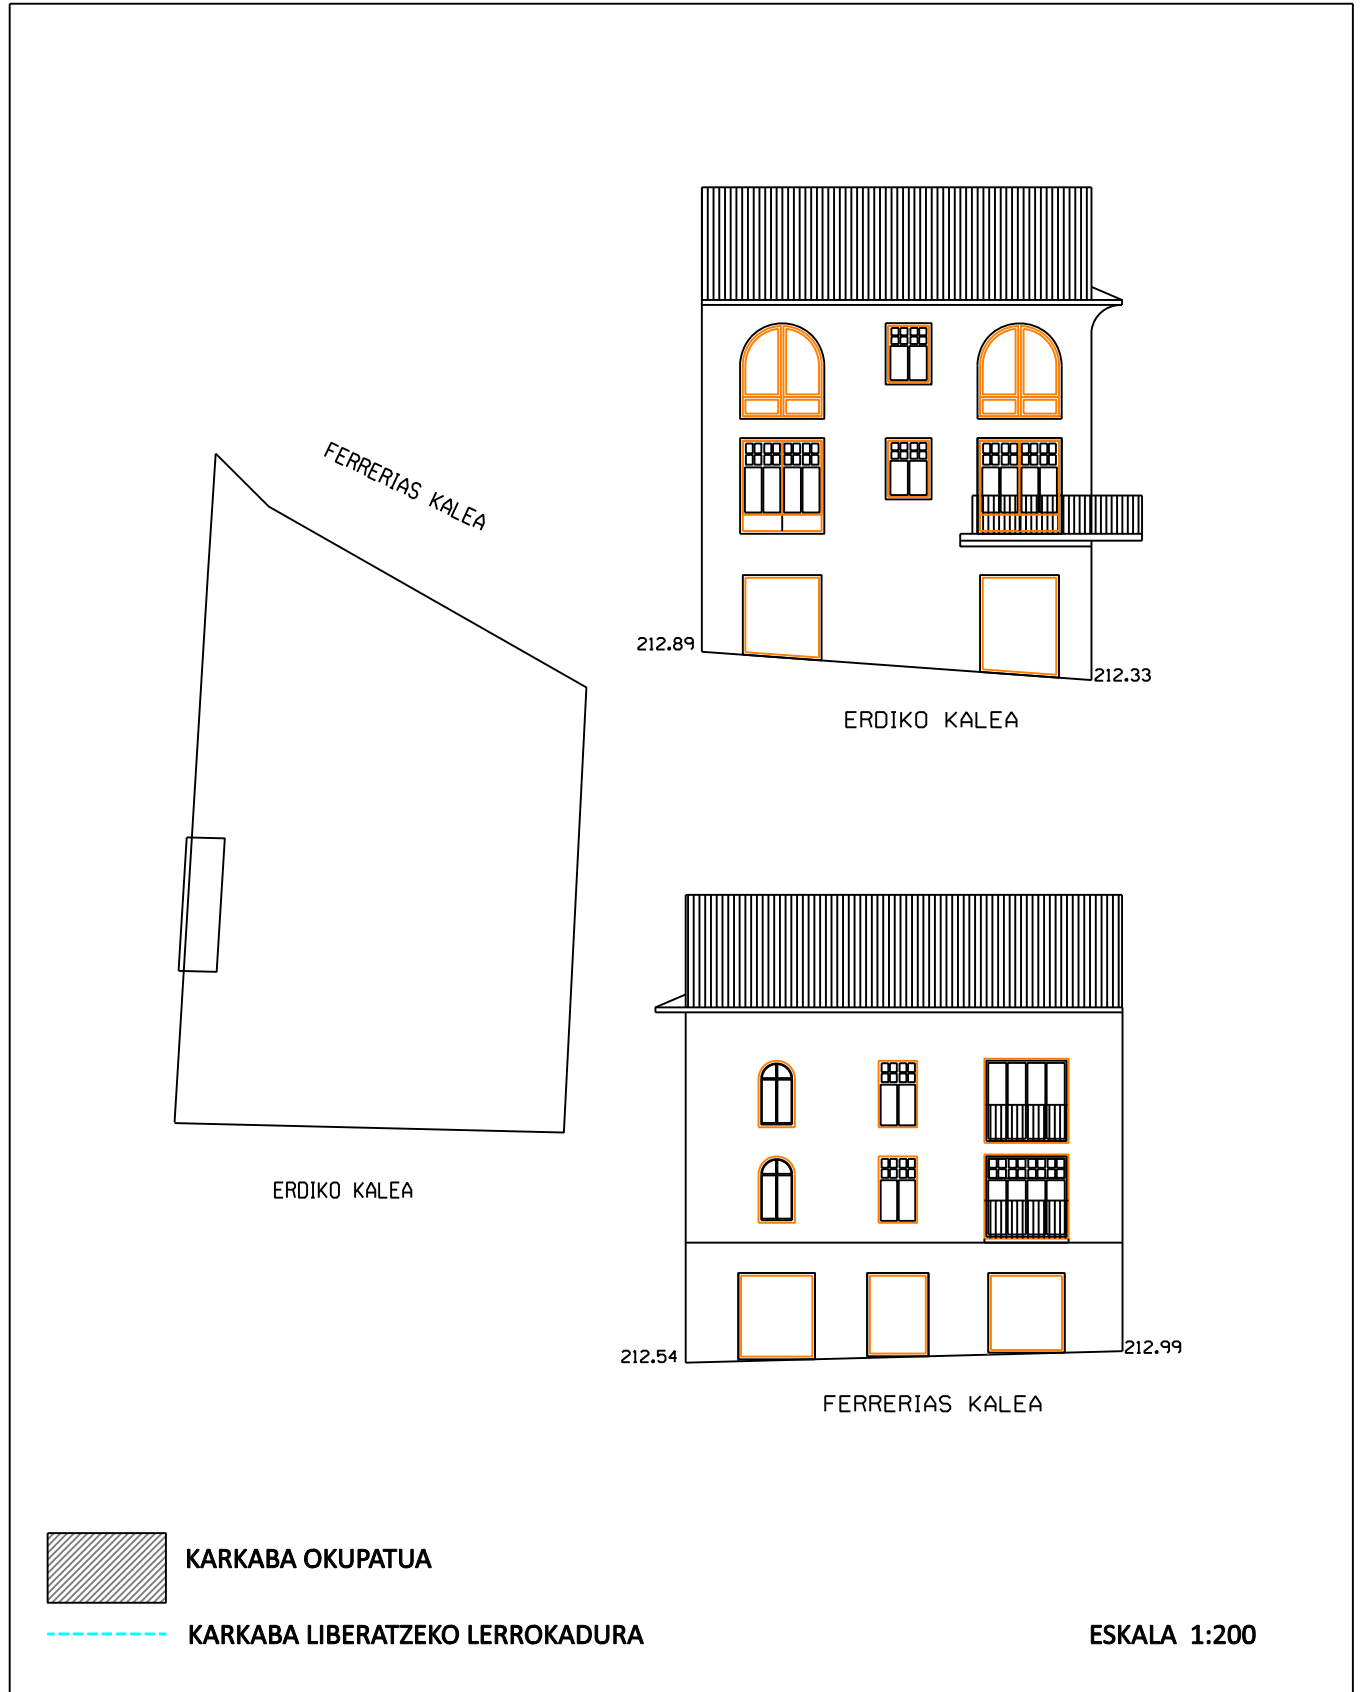 FERRERIAS KALEA
212.89
212.33
ERDIKO KALEA
ERDIKO KALEA
212.54
212.99
FERRERIAS KALEA
KARKABA OKUPATUA
KARKABA LIBERATZEKO LERROKADURA
ESKALA 1:200